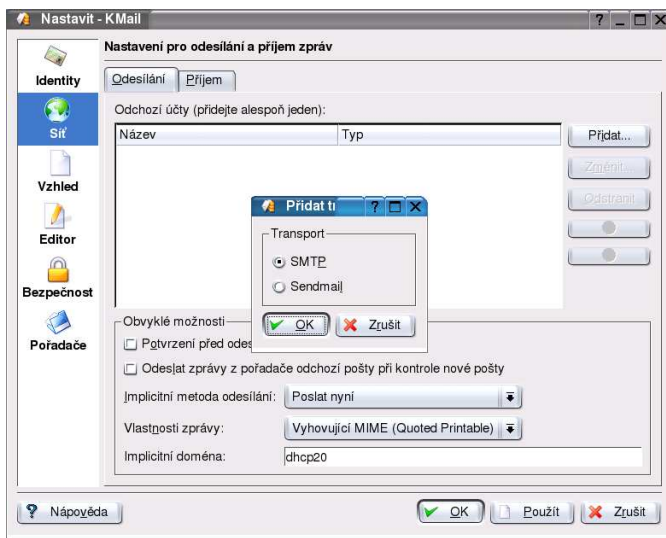 Nastavit - KMail
Nastavení pro odesílání a příjem zpráv
Identity
Síť
Vzhled
Editor
Bezpečnost
Pořadače
Odesílání Příjem
Odchozí účty (přidejte alespoň jeden):
Název Typ
Přidat...
Změnit...
Odstranit
Přidat tr
Transport
SMTP
Sendmail
OK Zrušit
Obvyklé možnosti
Potvrzení před odes
Odeslat zprávy z pořadače odchozí pošty při kontrole nové pošty
Implicitní metoda odesílání: Poslat nyní
Vlastnosti zprávy: Vyhovující MIME (Quoted Printable)
Implicitní doména: dhcp20
Nápověda OK Použít Zrušit